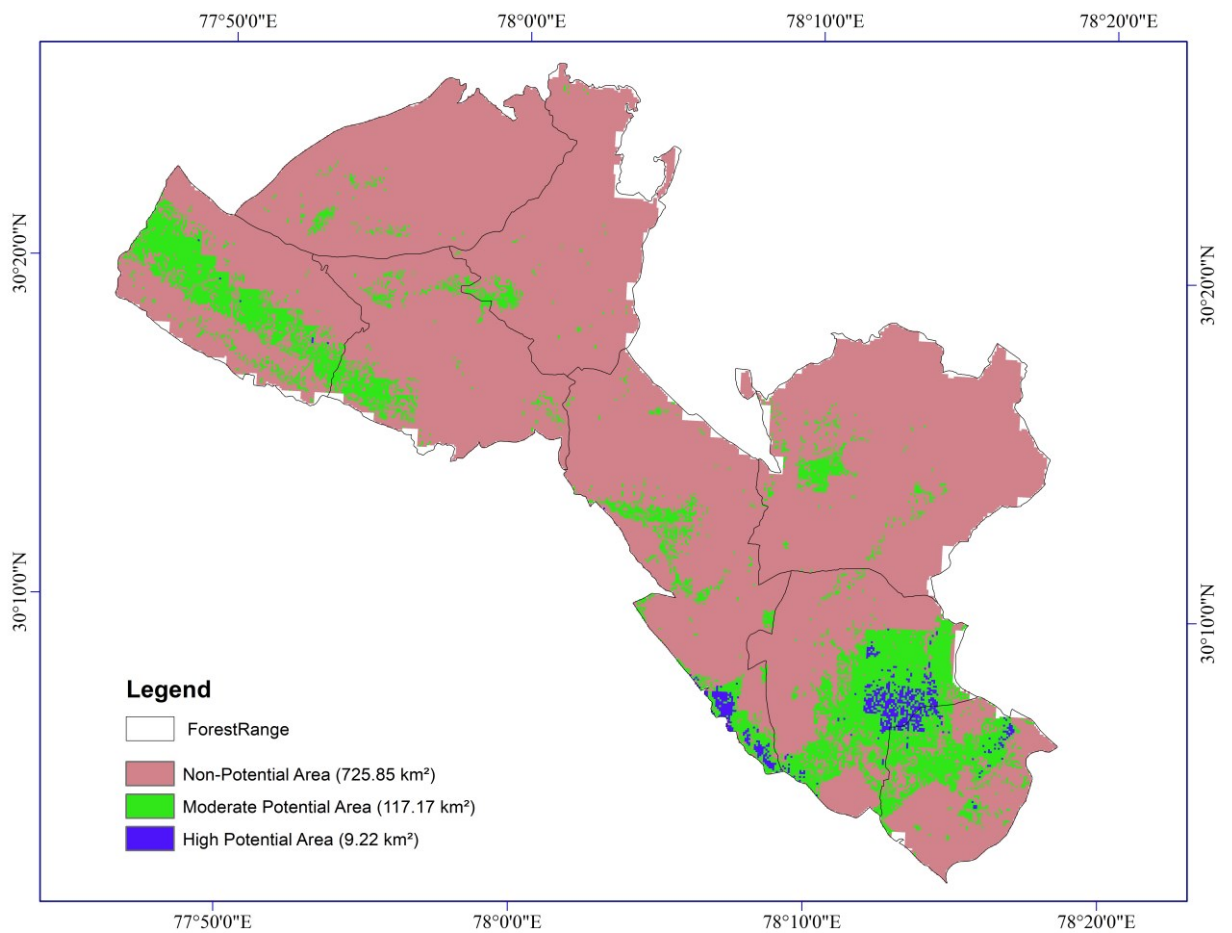 77°50'0"E 78°0'0"E 78°10'0"E 78°20'0"E
30°20'0"N
30°20'0"N
30°10'0"N
30°10'0"N
Legend
ForestRange
Non-Potential Area (725.85 km²)
Moderate Potential Area (117.17 km²)
High Potential Area (9.22 km²)
77°50'0"E 78°0'0"E 78°10'0"E 78°20'0"E